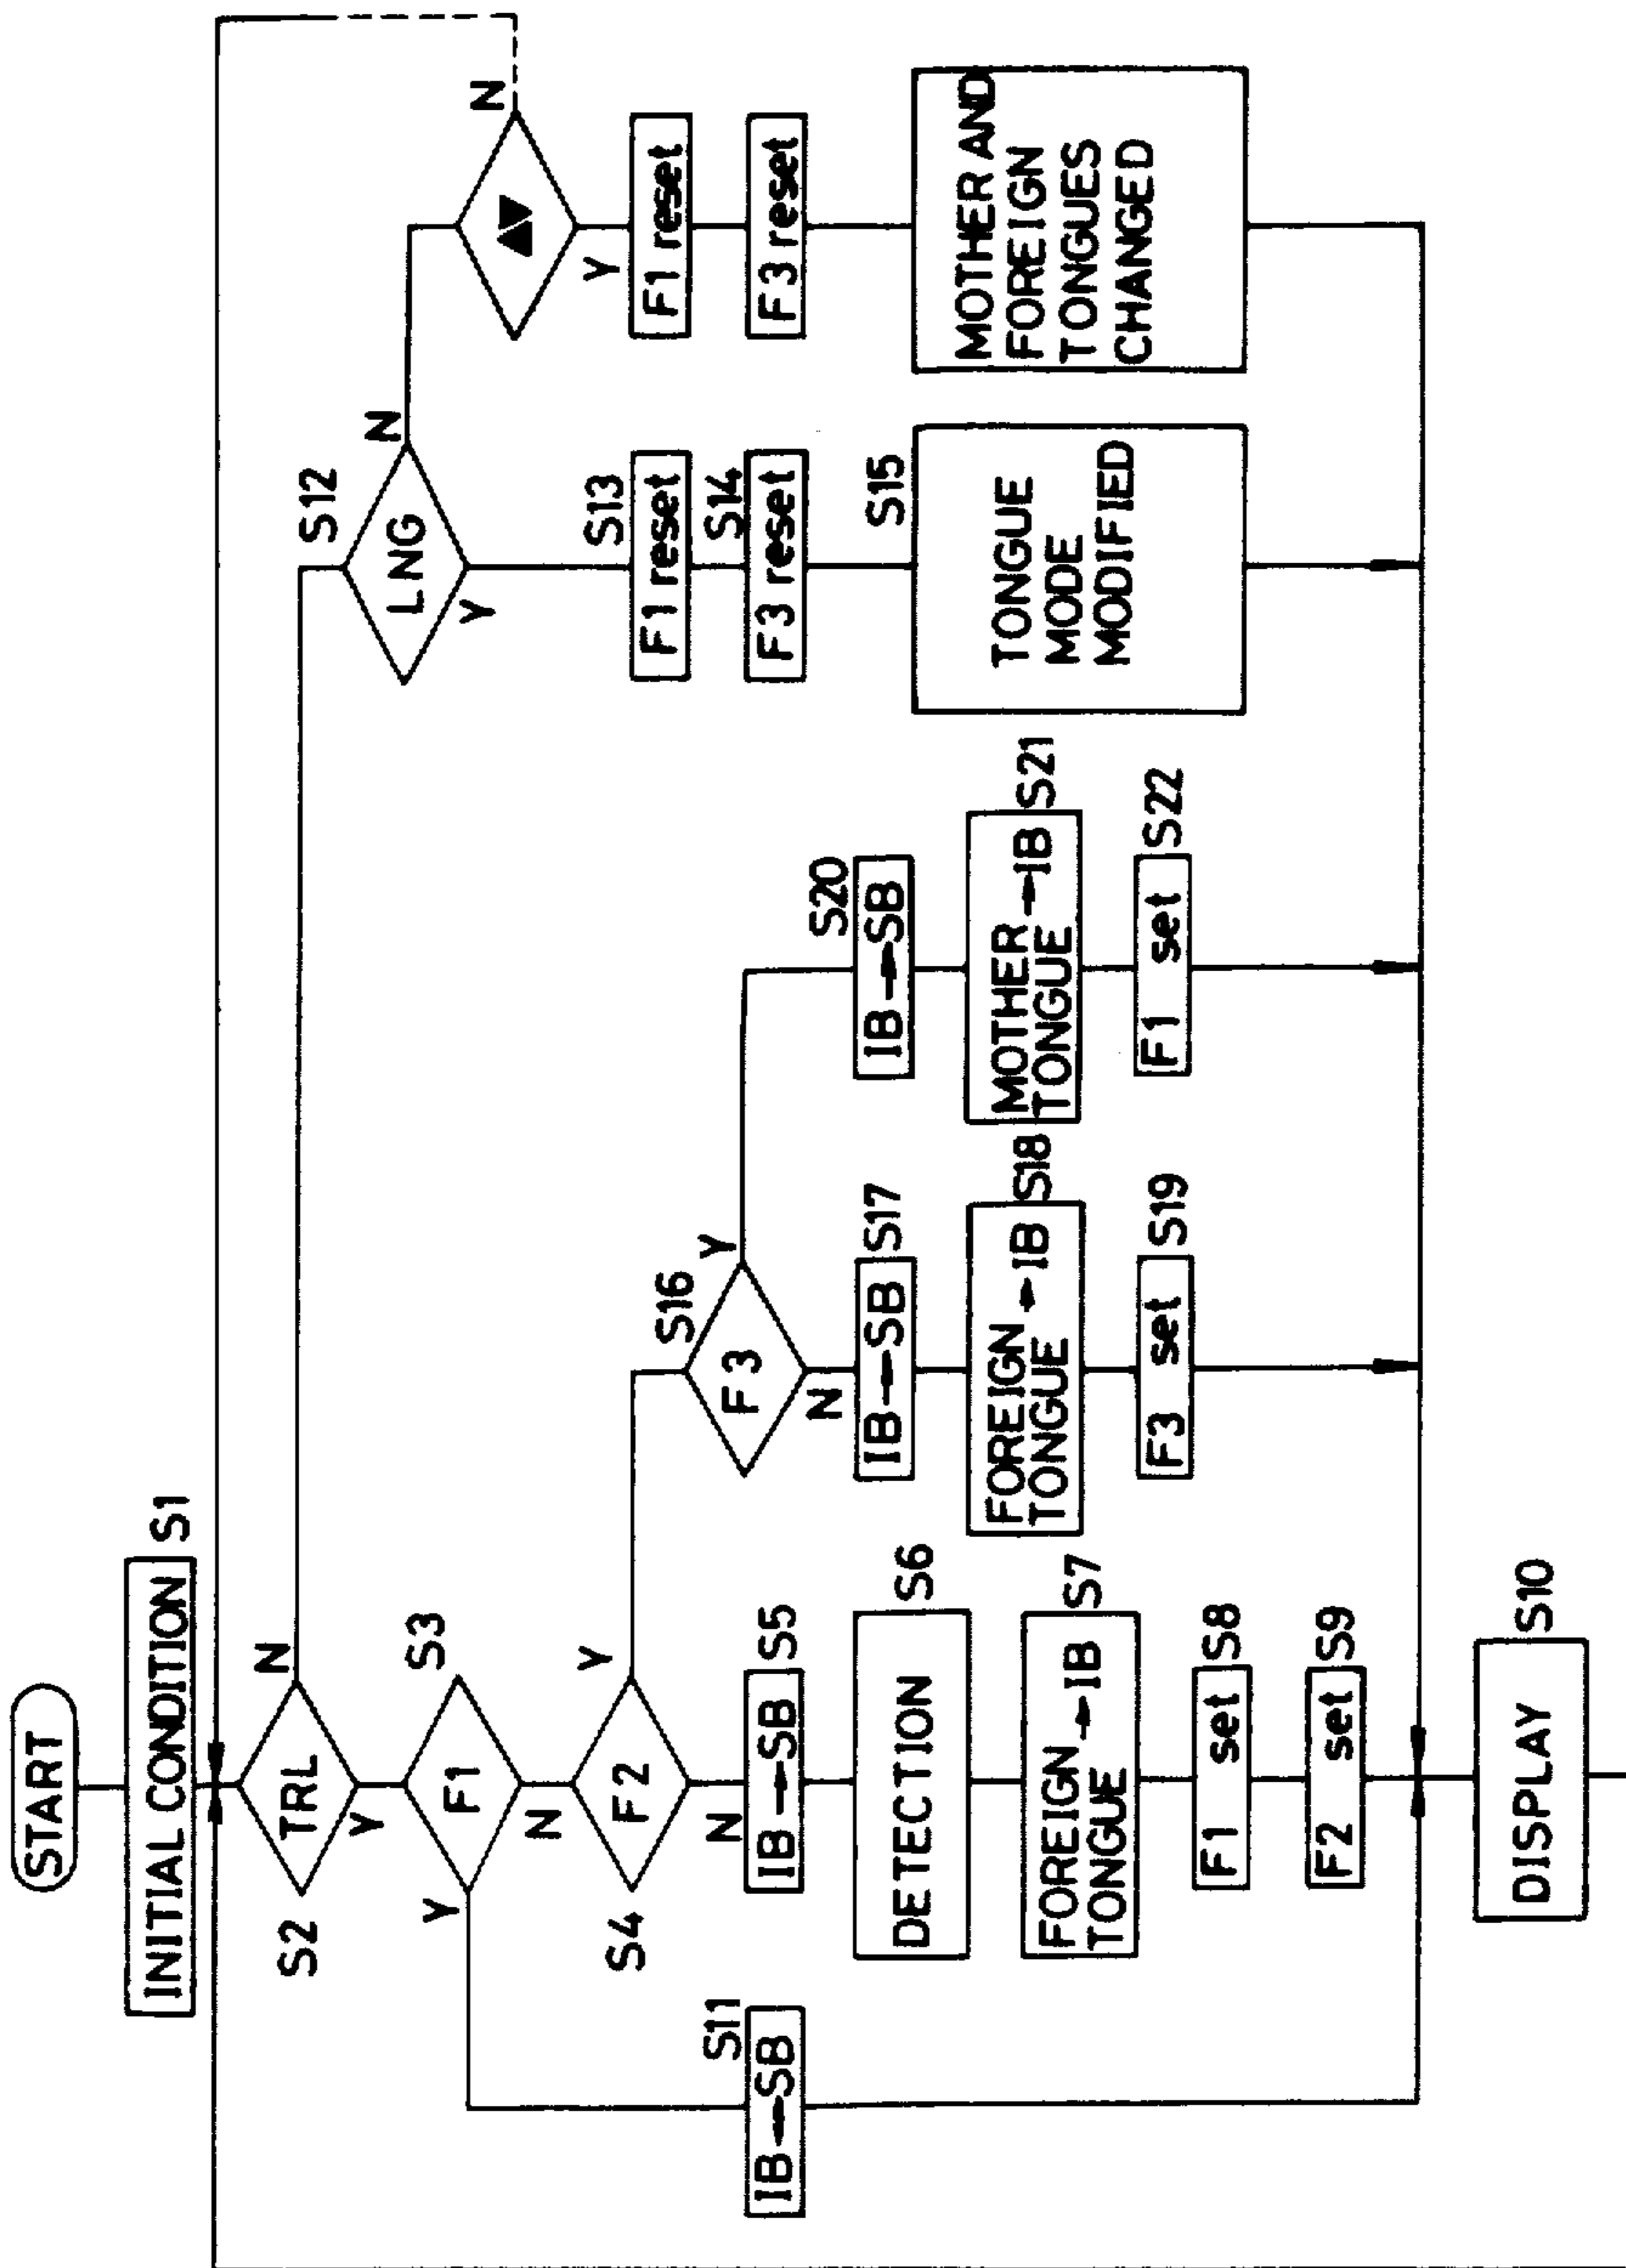 START
INITIAL CONDITION S1
S2
TRL
N
Y
S3
F1
Y
N
S4
F2
Y
N
S11
IB→SB
IB→SB S5
DETECTION
S6
FOREIGN→IB
TONGUE
S7
F1 set S8
F2 set S9
DISPLAY
S10
S16
F3
Y
N
IB→SB S17
FOREIGN→IB
TONGUE
S18
F3 set S19
S20
IB→SB
MOTHER→IB
TONGUE
S21
F1 set S22
S12
LNG
N
Y
S13
F1 reset
S14
F3 reset
S15
TONGUE
MODE
MODIFIED
▲▼
N
Y
F1 reset
F3 reset
MOTHER AND
FOREIGN
TONGUES
CHANGED